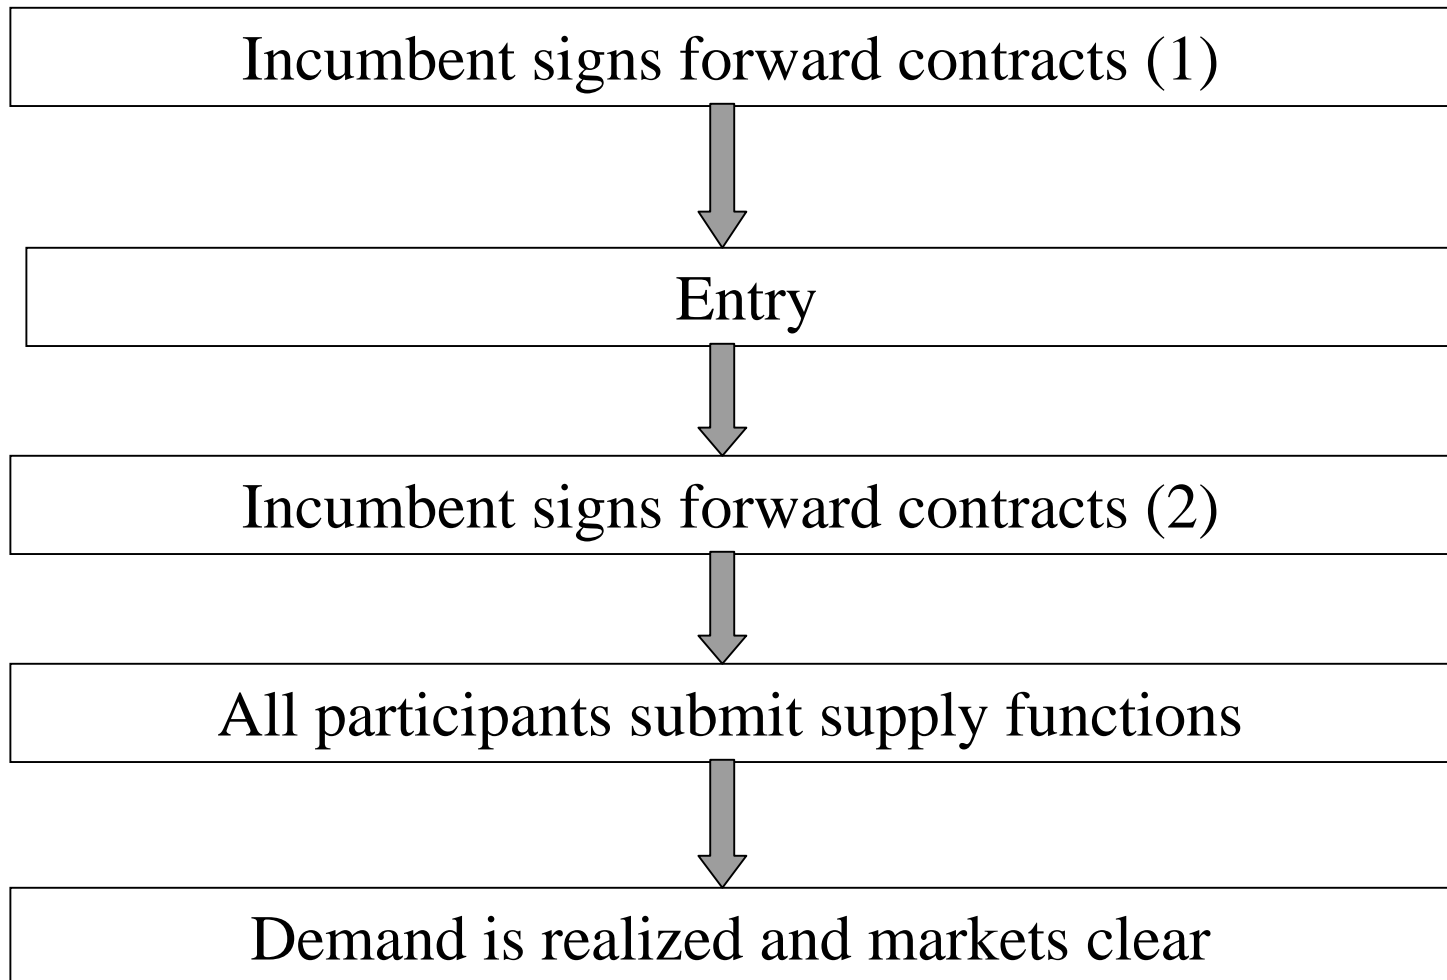 Incumbent signs forward contracts (1)
Entry
Incumbent signs forward contracts (2)
All participants submit supply functions
Demand is realized and markets clear